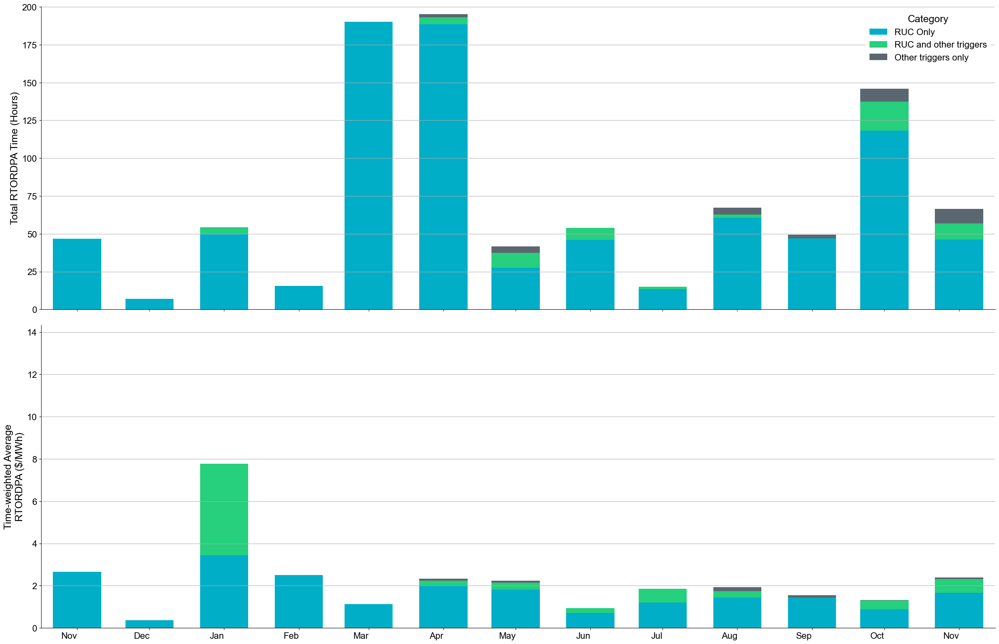 Total RTORDPA Time (Hours)
200
175
150
125
100
75
50
25
0
Category
RUC Only
RUC and other triggers
Other triggers only
Time-weighted Average
RTORDPA ($/MWh)
14
12
10
8
6
4
2
0
Nov Dec Jan Feb Mar Apr May Jun Jul Aug Sep Oct Nov